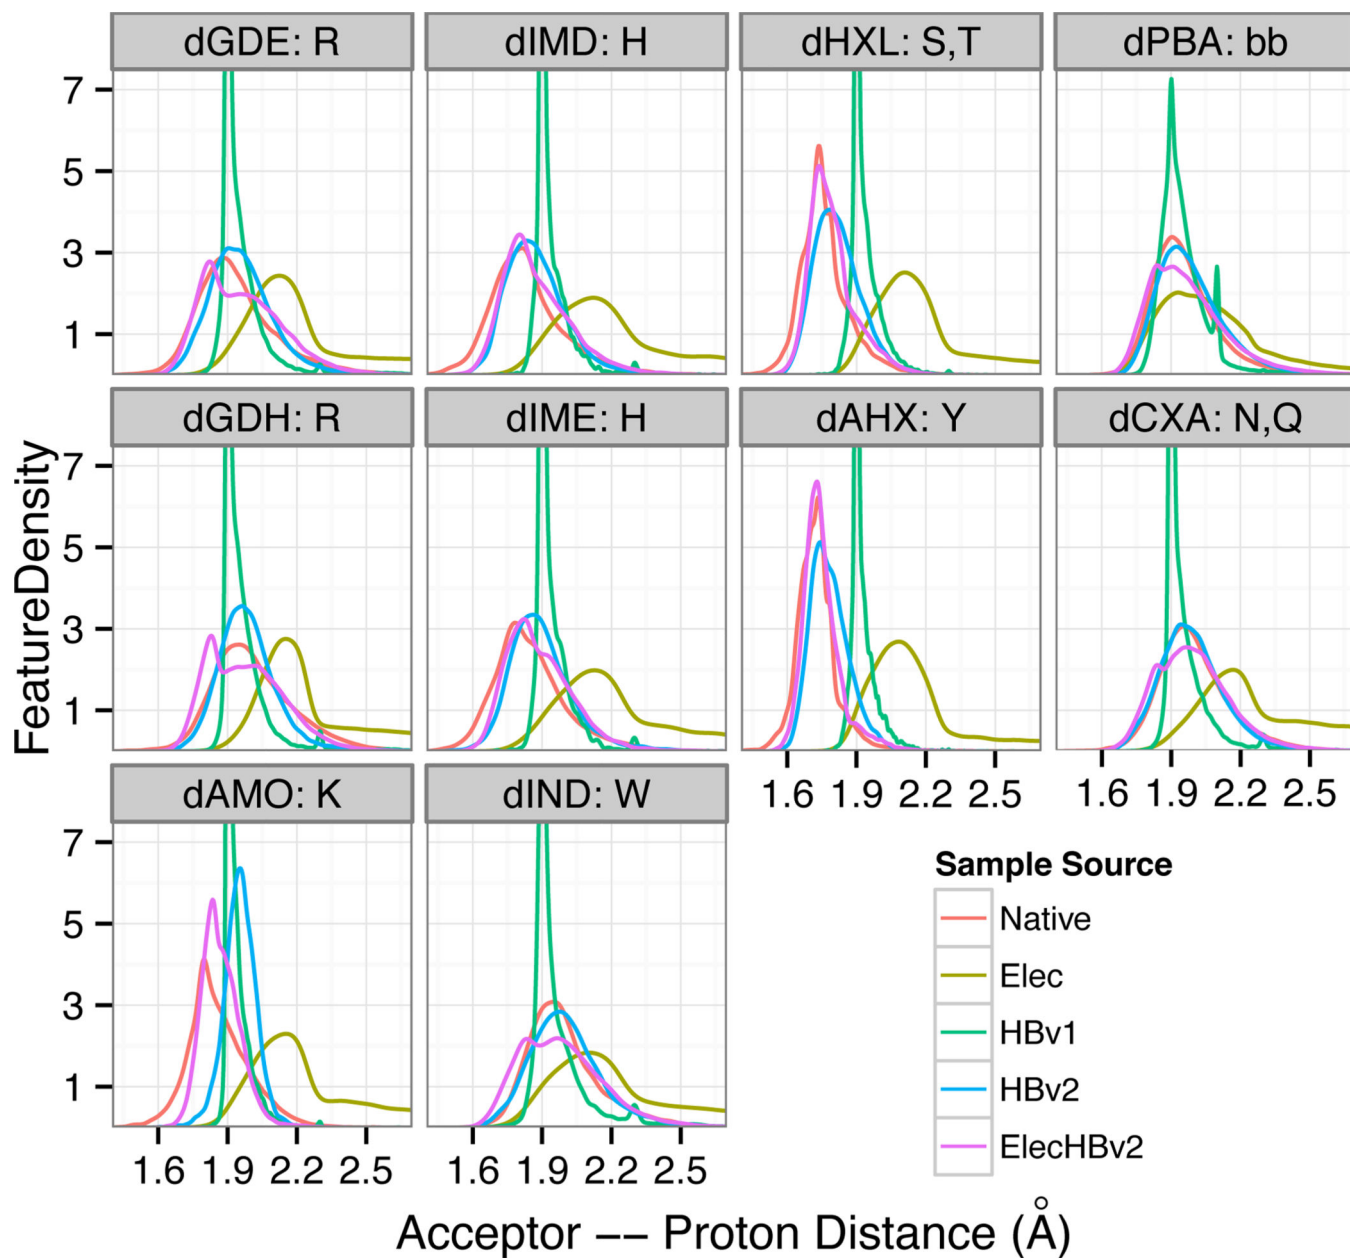 dGDE: R dIMD: H dHXL: S,T dPBA: bb
7
5
3
1
dGDH: R dIME: H dAHX: Y dCXA: N,Q
7
5
3
1
1.6 1.9 2.2 2.5 1.6 1.9 2.2 2.5
dAMO: K dIND: W
7
5
3
1
1.6 1.9 2.2 2.5 1.6 1.9 2.2 2.5
FeatureDensity
Acceptor −− Proton Distance (Å)
Sample Source
Native
Elec
HBv1
HBv2
ElecHBv2